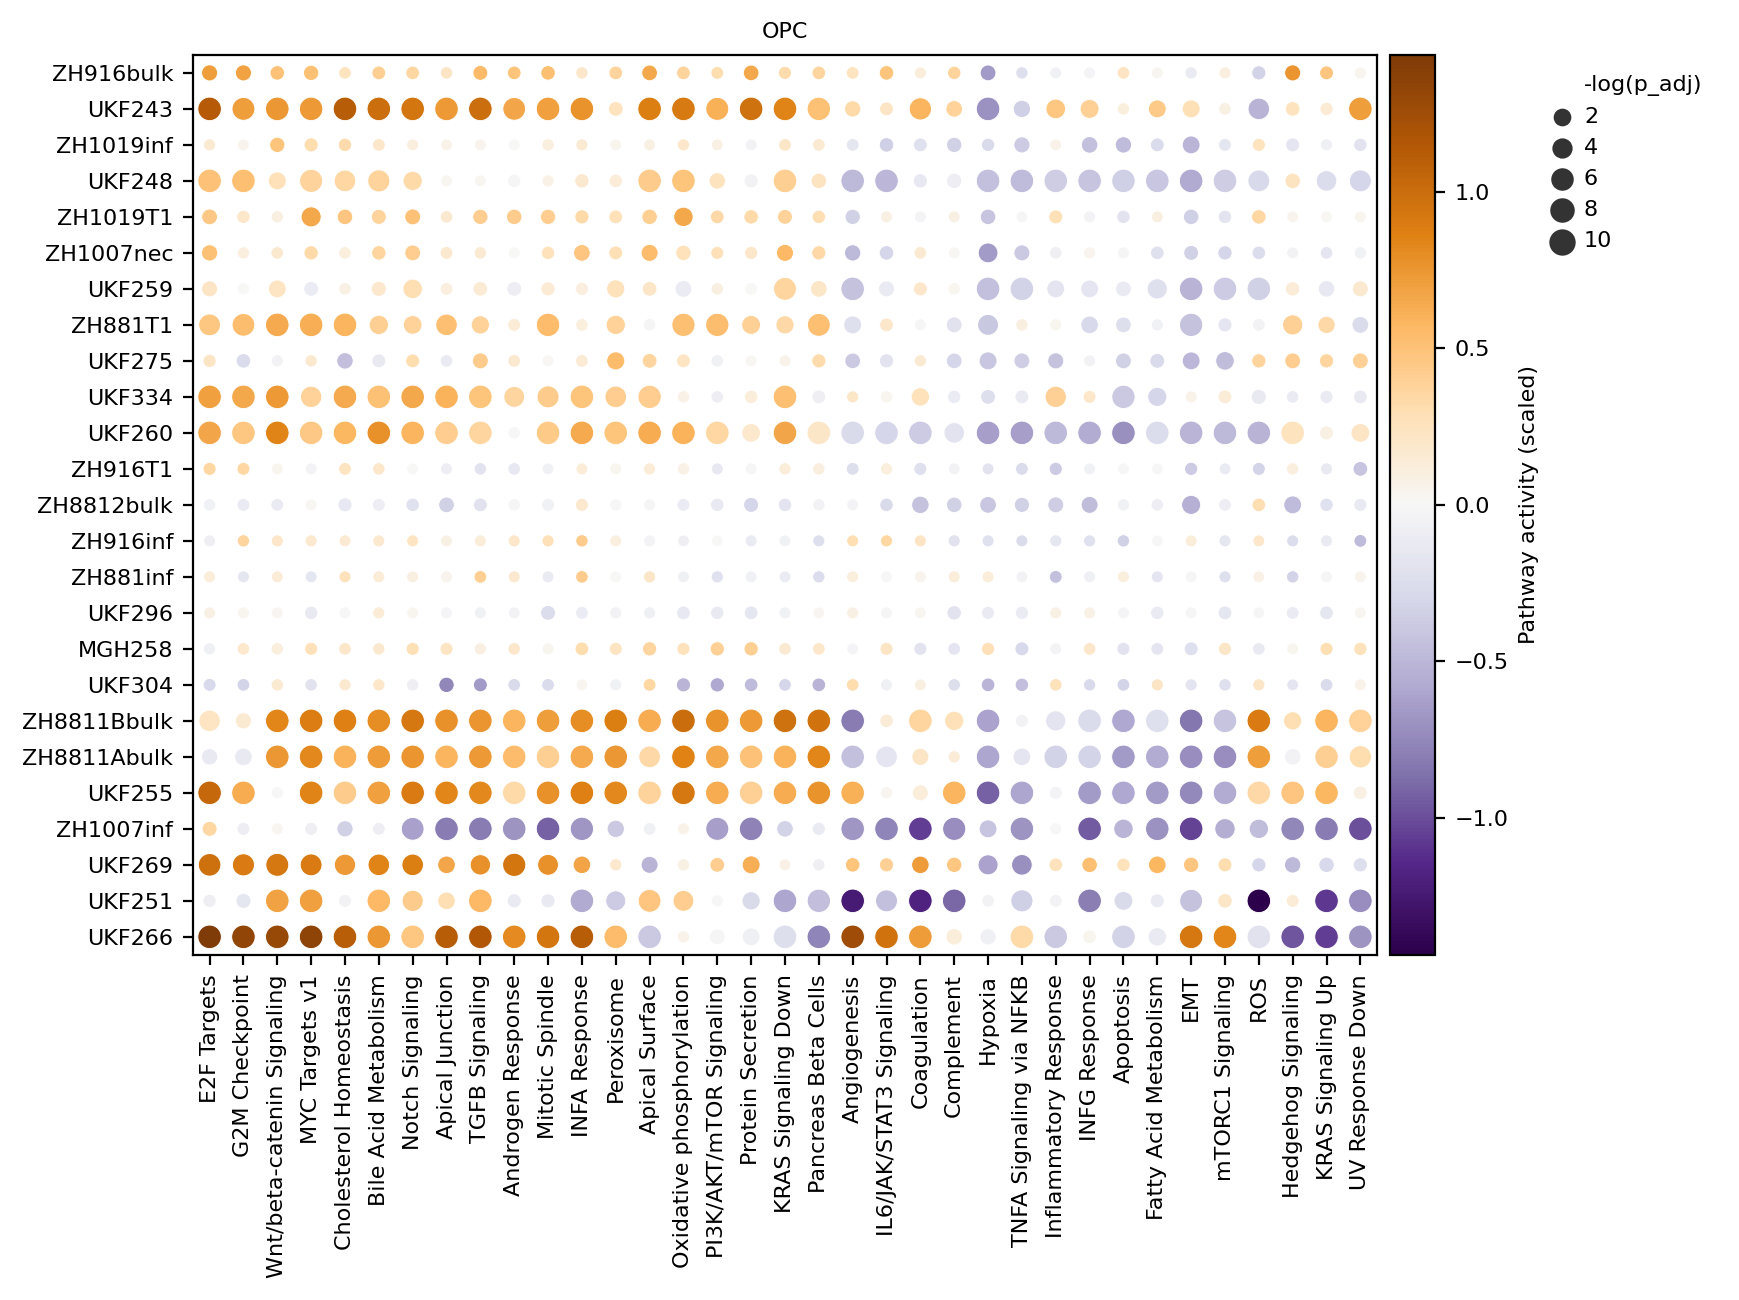 OPC
ZH916bulk
UKF243
ZH1019inf
UKF248
ZH1019T1
ZH1007nec
UKF259
ZH881T1
UKF275
UKF334
UKF260
ZH916T1
ZH8812bulk
ZH916inf
ZH881inf
UKF296
MGH258
UKF304
ZH8811Bbulk
ZH8811Abulk
UKF255
ZH1007inf
UKF269
UKF251
UKF266
E2F Targets
G2M Checkpoint
Wnt/beta-catenin Signaling
MYC Targets v1
Cholesterol Homeostasis
Bile Acid Metabolism
Notch Signaling
Apical Junction
TGFB Signaling
Androgen Response
Mitotic Spindle
INFA Response
Peroxisome
Apical Surface
Oxidative phosphorylation
PI3K/AKT/mTOR Signaling
Protein Secretion
KRAS Signaling Down
Pancreas Beta Cells
Angiogenesis
IL6/JAK/STAT3 Signaling
Coagulation
Complement
Hypoxia
TNFA Signaling via NFKB
Inflammatory Response
INFG Response
Apoptosis
Fatty Acid Metabolism
EMT
mTORC1 Signaling
ROS
Hedgehog Signaling
KRAS Signaling Up
UV Response Down
1.0
0.5
0.0
−0.5
−1.0
Pathway activity (scaled)
-log(p_adj)
2
4
6
8
10